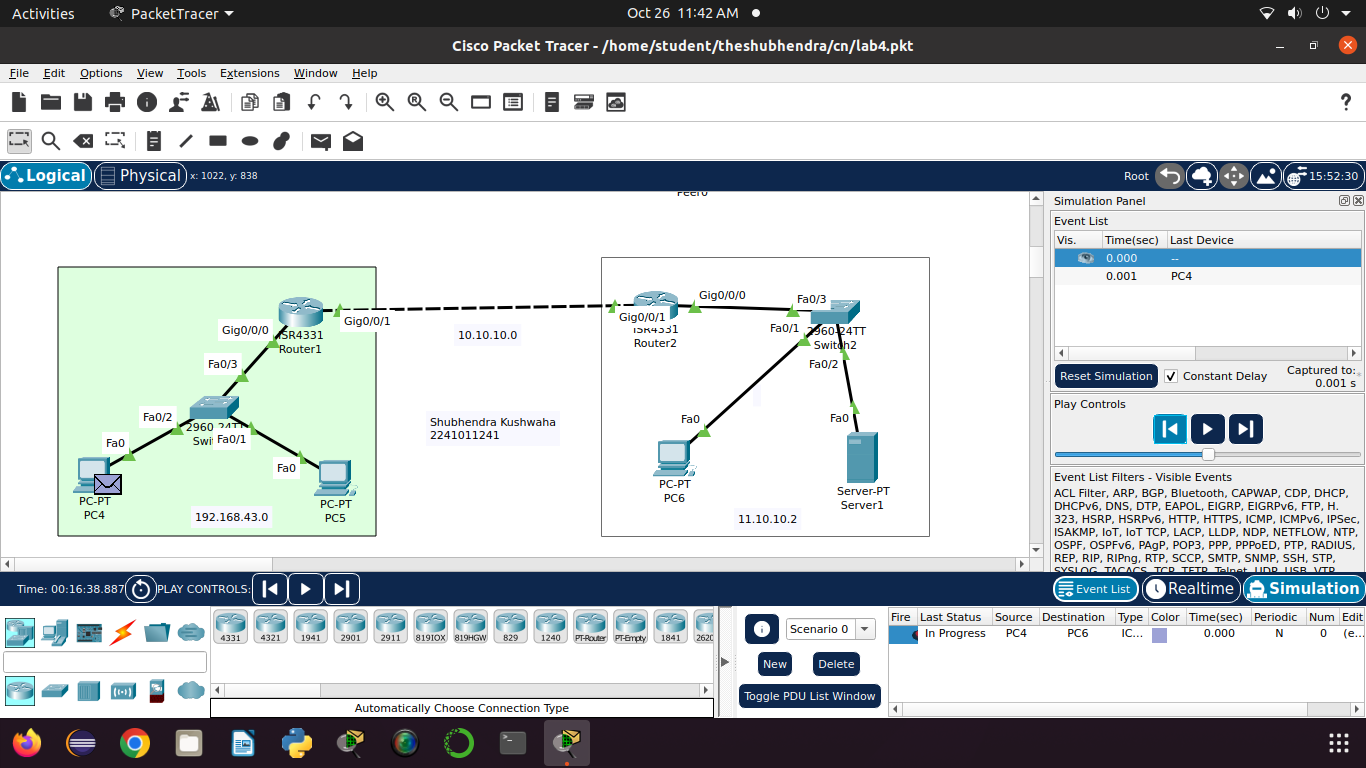 Activities PacketTracer Oct 26 11:42 AM
Cisco Packet Tracer - /home/student/theshubhendra/cn/lab4.pkt
File Edit Options View Tools Extensions Window Help
?
Logical Physical x: 1022, y: 838 Root 15:52:30
Peer0
Simulation Panel
Event List
Vis. Time(sec) Last Device
0.000 --
0.001 PC4
Reset Simulation Constant Delay Captured to:
0.001 s
Play Controls
Event List Filters - Visible Events
ACL Filter, ARP, BGP, Bluetooth, CAPWAP, CDP, DHCP,
DHCPv6, DNS, DTP, EAPOL, EIGRP, EIGRPv6, FTP, H.
323, HSRP, HSRPv6, HTTP, HTTPS, ICMP, ICMPv6, IPSec,
ISAKMP, IoT, IoT TCP, LACP, LLDP, NDP, NETFLOW, NTP,
OSPF, OSPFv6, PAgP, POP3, PPP, PPPoED, PTP, RADIUS,
REP, RIP, RIPng, RTP, SCCP, SMTP, SNMP, SSH, STP,
SYSLOG, TACACS, TCP, TFTP, Telnet, UDP, USB, VTP
Gig0/0/0
Gig0/0/1
ISR4331
Router1
Fa0/3
Fa0/2
2960-24TT
Fa0/1
Fa0
Fa0
PC-PT
PC4
PC-PT
PC5
192.168.43.0
10.10.10.0
Shubhendra Kushwaha
2241011241
Gig0/0/0
Gig0/0/1
ISR4331
Router2
Fa0/3
Fa0/1
2960-24TT
Switch2
Fa0/2
Fa0
Fa0
PC-PT
PC6
Server-PT
Server1
11.10.10.2
Time: 00:16:38.887 PLAY CONTROLS: Event List Realtime Simulation
4331 4321 1941 2901 2911 819IOX 819HGW 829 1240 PT-Router PT-Empty 1841 2620
Automatically Choose Connection Type
Scenario 0
New Delete
Toggle PDU List Window
Fire Last Status Source Destination Type Color Time(sec) Periodic Num Edit
In Progress PC4 PC6 IC... 0.000 N 0 (e...